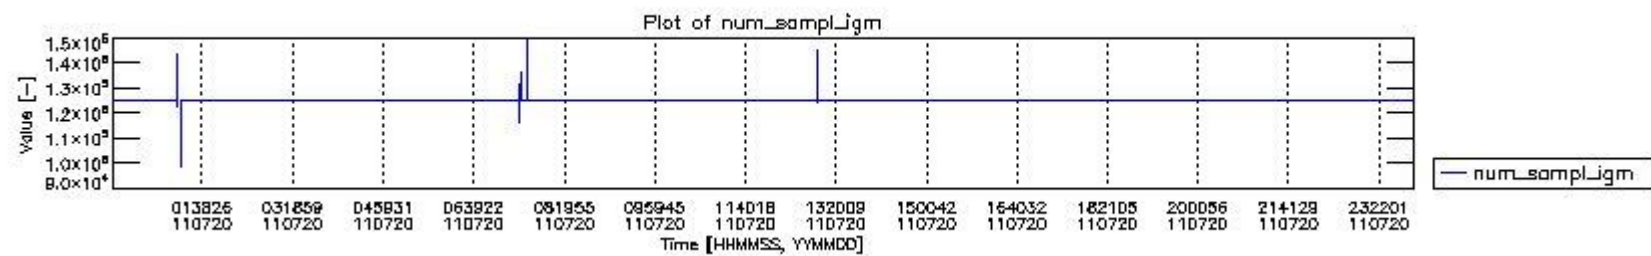 Plot of num_sampl_igm
1.5×10⁵
1.4×10⁵
1.3×10⁵
1.2×10⁵
1.1×10⁵
1.0×10⁵
9.0×10⁴
Value [-]
013826 031859 045931 063922 081955 095945 114018 132009 150042 164032 182105 200056 214129 232201
110720 110720 110720 110720 110720 110720 110720 110720 110720 110720 110720 110720 110720 110720
Time [HHMMSS, YYMMDD]
num_sampl_igm